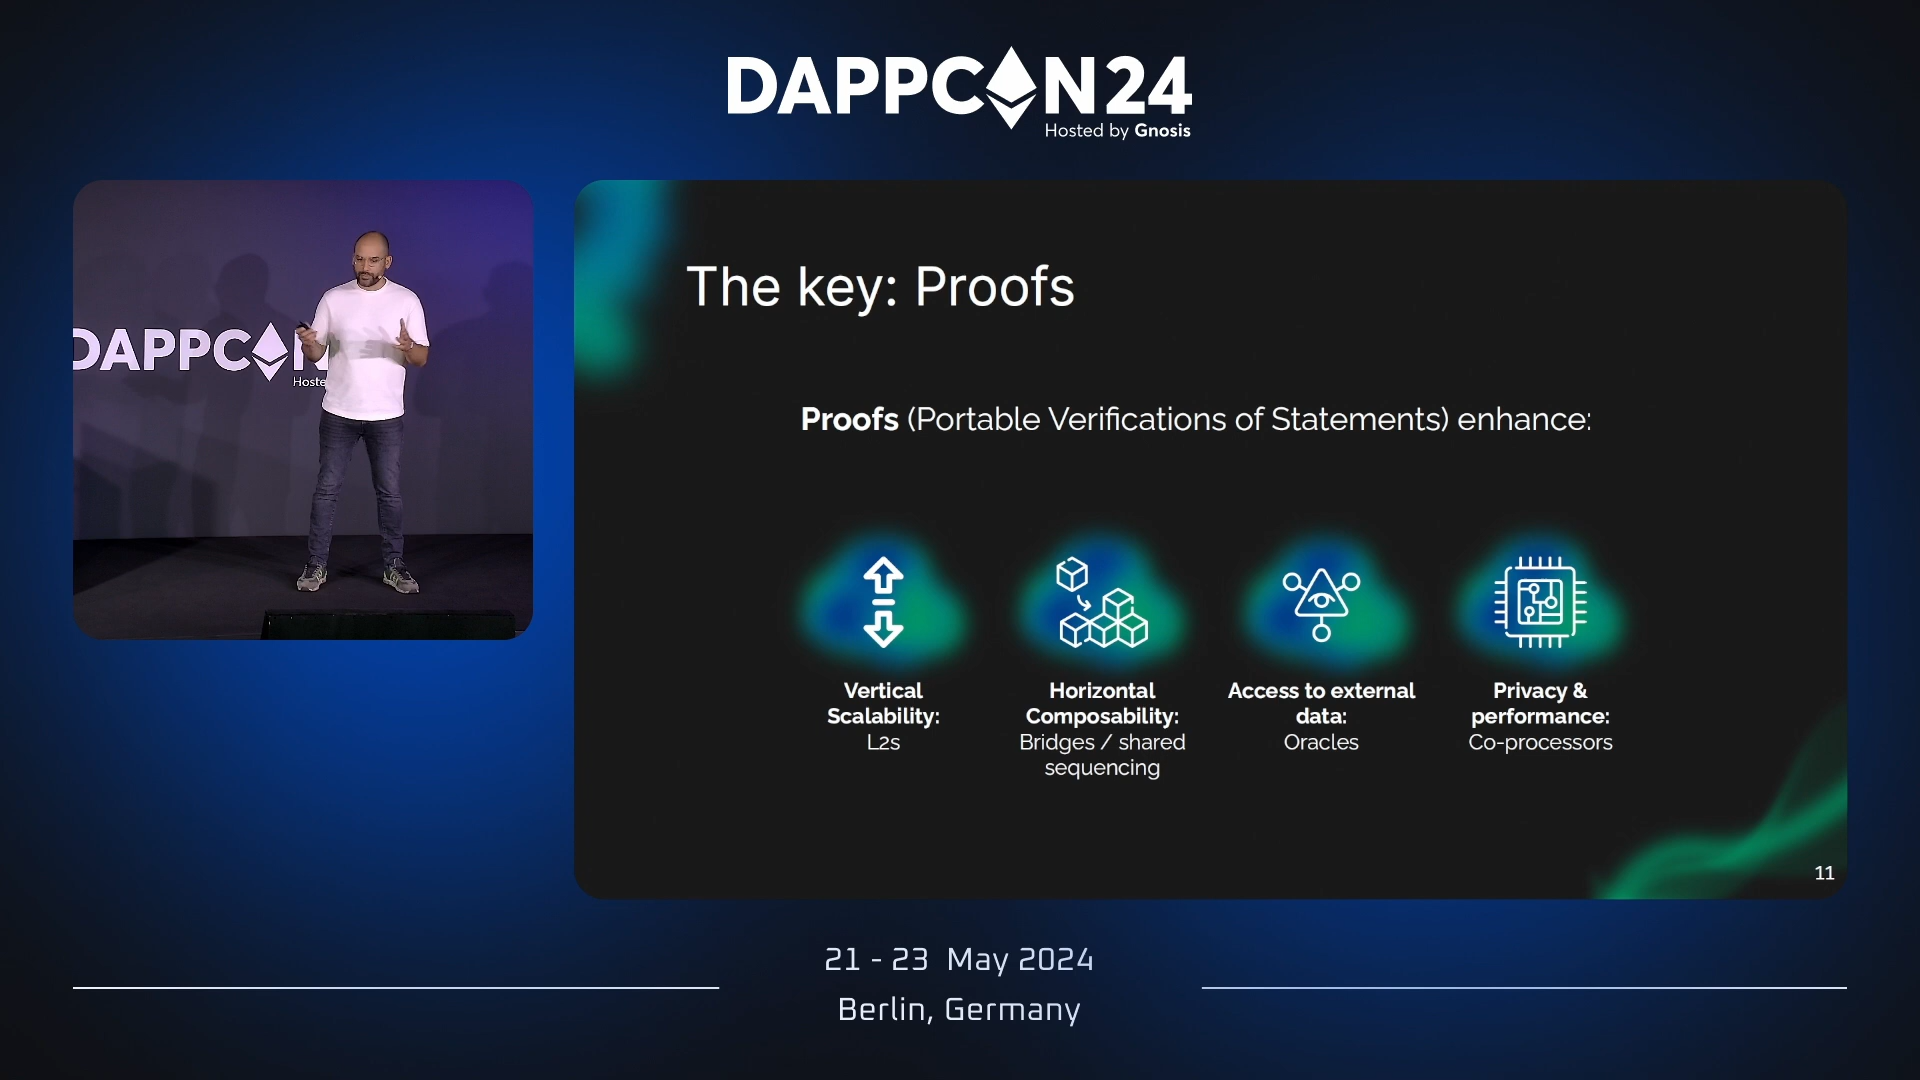 DAPPCON24
Hosted by Gnosis
DAPPCON
Hoste
The key: Proofs
Proofs (Portable Verifications of Statements) enhance:
Vertical
Scalability:
L2s
Horizontal
Composability:
Bridges / shared
sequencing
Access to external
data:
Oracles
Privacy &
performance:
Co-processors
11
21 - 23 May 2024
Berlin, Germany